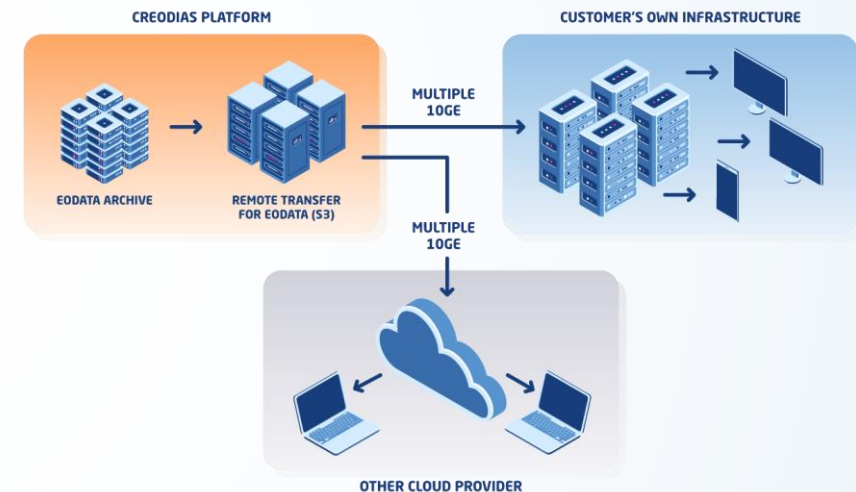 CREODIAS PLATFORM
CUSTOMER'S OWN INFRASTRUCTURE
MULTIPLE
10GE
EODATA ARCHIVE
REMOTE TRANSFER
FOR EODATA (S3)
MULTIPLE
10GE
OTHER CLOUD PROVIDER